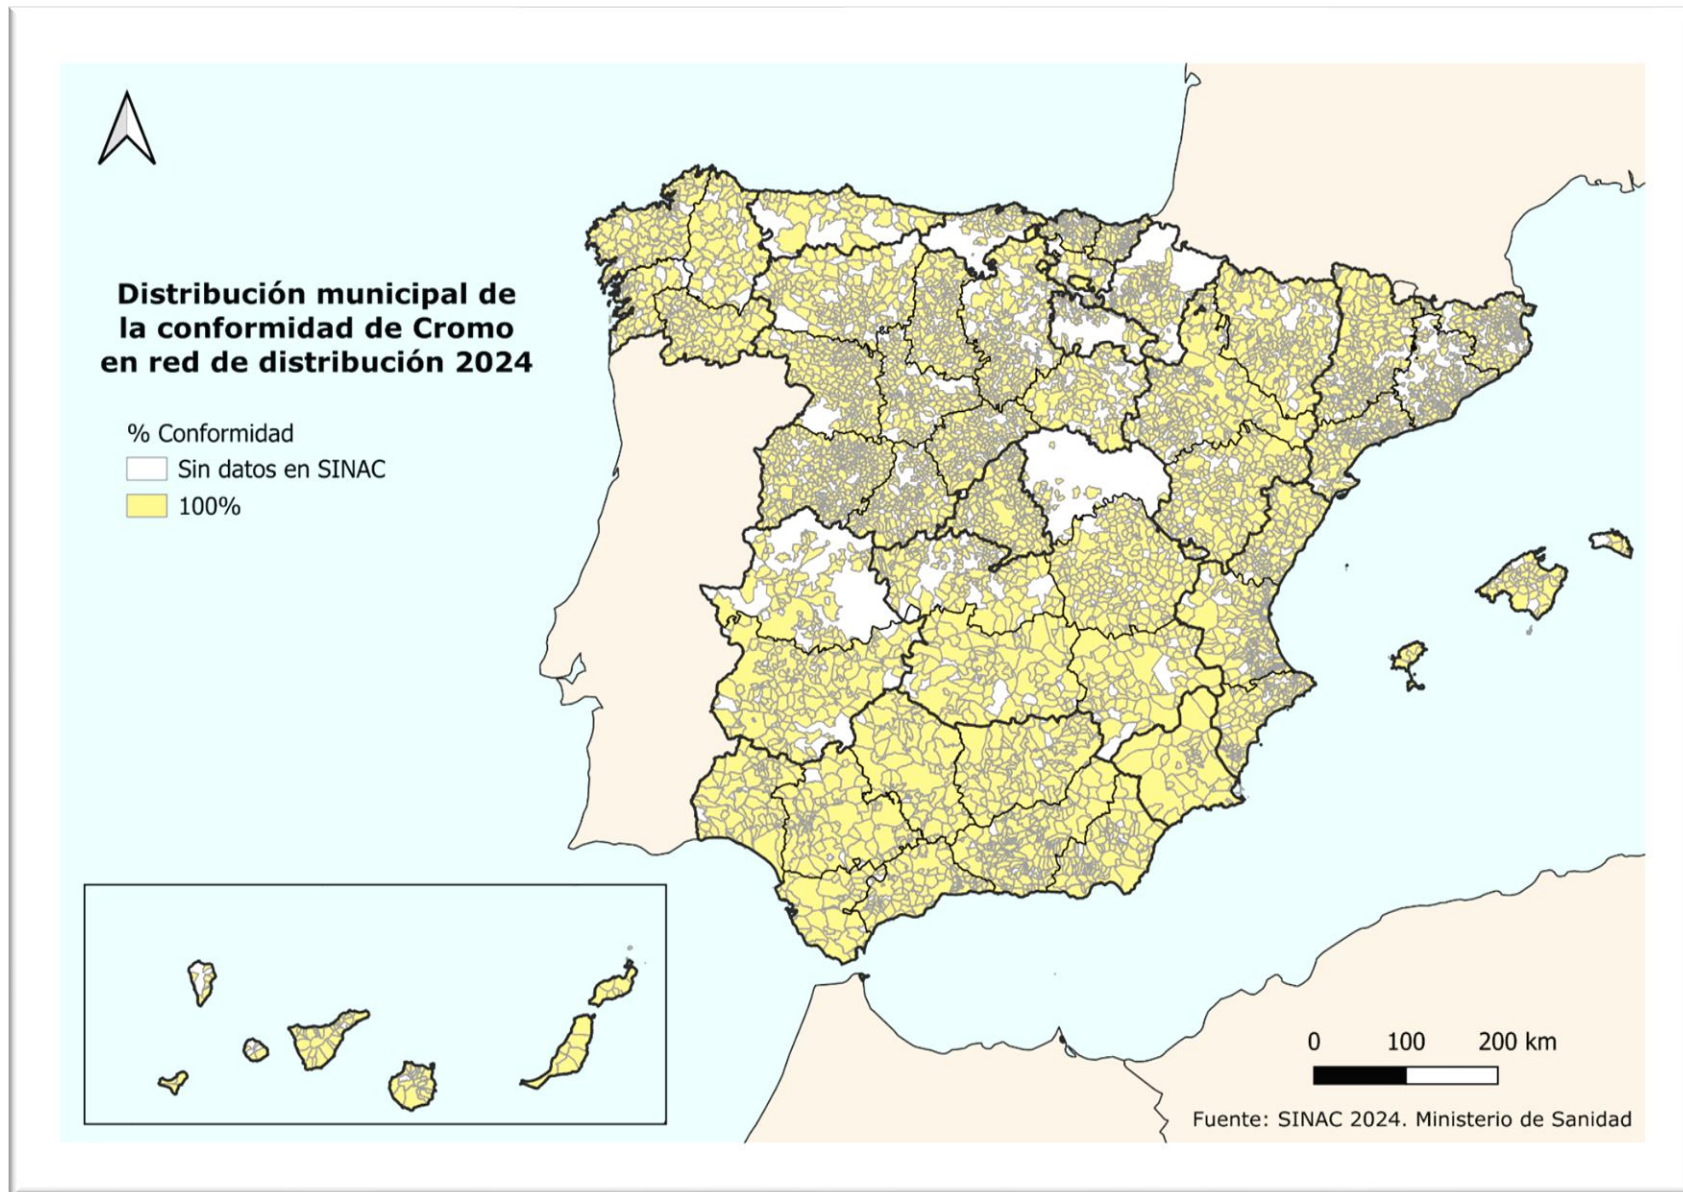 Distribución municipal de
la conformidad de Cromo
en red de distribución 2024
% Conformidad
Sin datos en SINAC
100%
0 100 200 km
Fuente: SINAC 2024. Ministerio de Sanidad